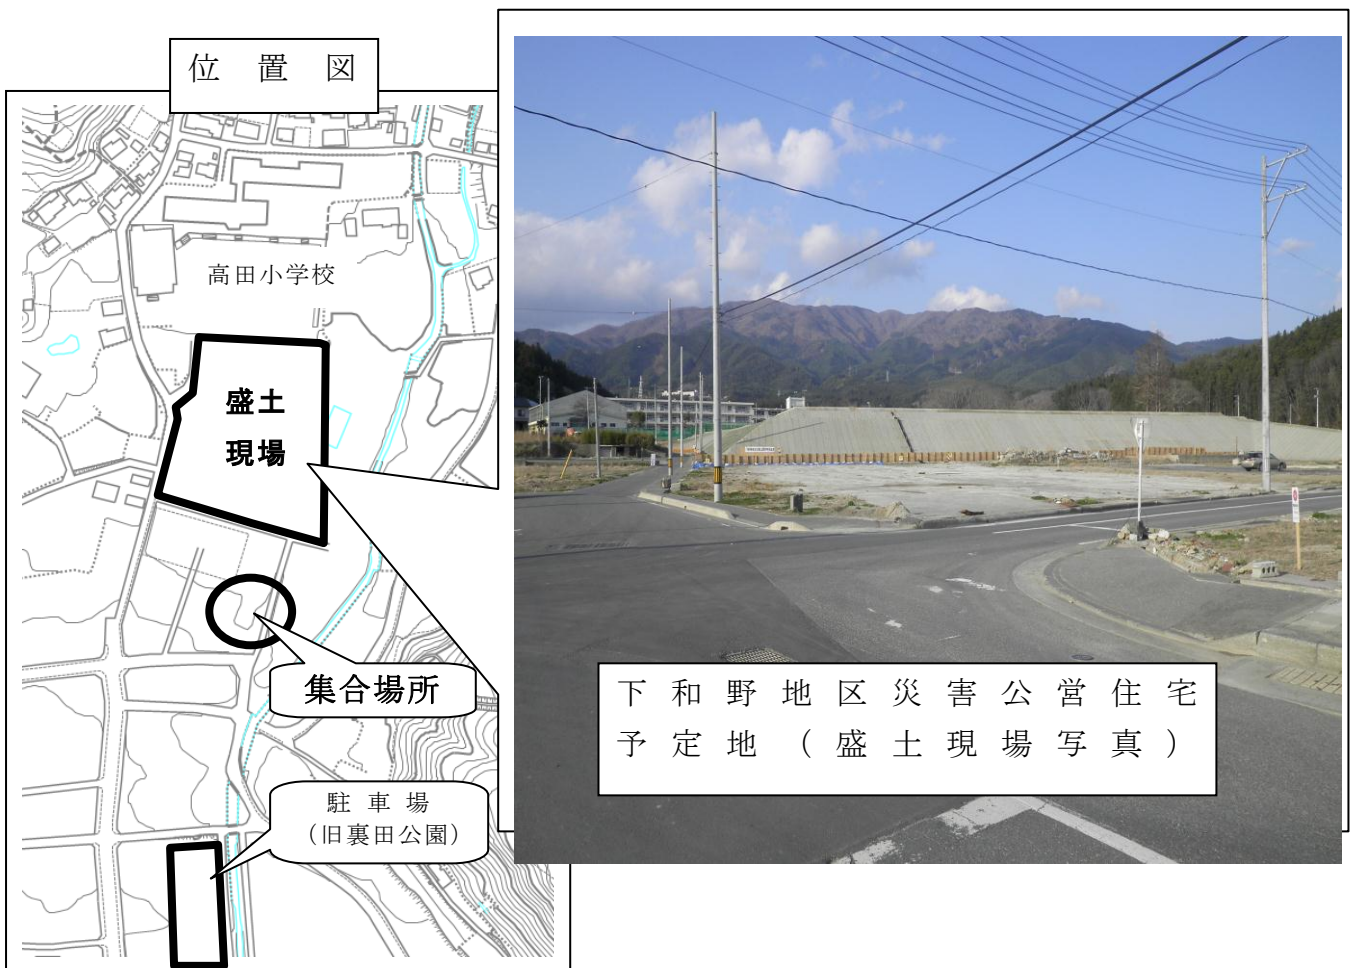 位置図
高田小学校
盛土
現場
集合場所
駐車場
(旧裏田公園)
下和野地区災害公営住宅
予定地(盛土現場写真)